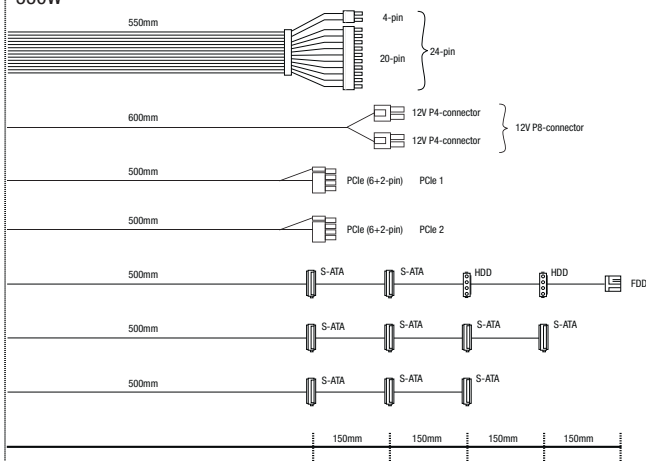 550mm
4-pin
20-pin
24-pin
600mm
12V P4-connector
12V P4-connector
12V P8-connector
500mm
PCIe (6+2-pin) PCIe 1
500mm
PCIe (6+2-pin) PCIe 2
500mm S-ATA S-ATA HDD HDD FDD
500mm S-ATA S-ATA S-ATA S-ATA
500mm S-ATA S-ATA S-ATA
150mm 150mm 150mm 150mm